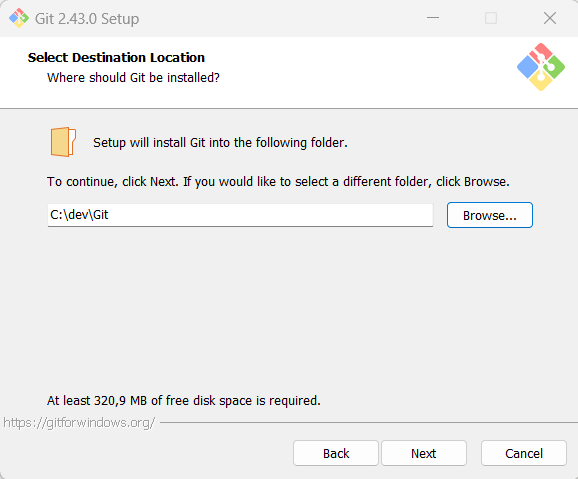 Git 2.43.0 Setup
Select Destination Location
Where should Git be installed?
Setup will install Git into the following folder.
To continue, click Next. If you would like to select a different folder, click Browse.
C:\dev\Git
Browse...
At least 320,9 MB of free disk space is required.
https://gitforwindows.org/
Back
Next
Cancel